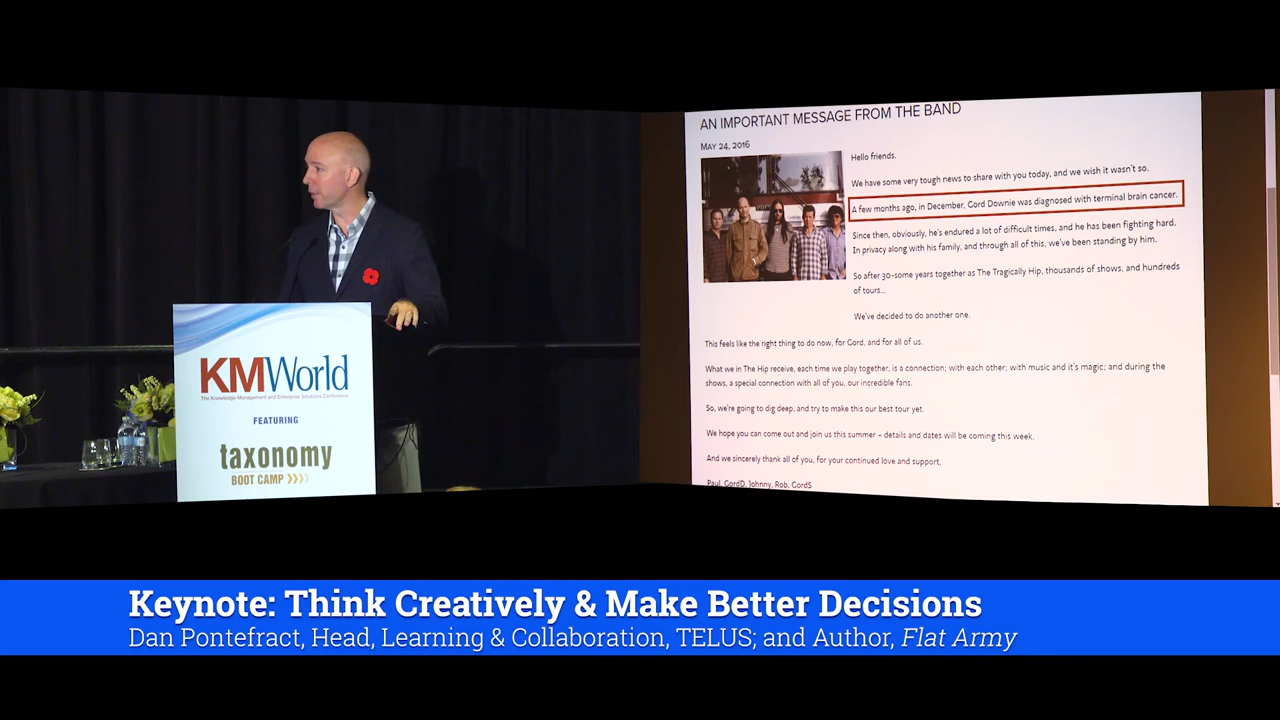 KMWorld
The Knowledge Management and Enterprise Solutions Conference
FEATURING
taxonomy
BOOT CAMP
AN IMPORTANT MESSAGE FROM THE BAND
MAY 24, 2016
Hello friends.
We have some very tough news to share with you today, and we wish it wasn't so.
A few months ago, in December, Gord Downie was diagnosed with terminal brain cancer.
Since then, obviously, he's endured a lot of difficult times, and he has been fighting hard.
In privacy along with his family, and through all of this, we've been standing by him.
So after 30-some years together as The Tragically Hip, thousands of shows, and hundreds
of tours...
We've decided to do another one.
This feels like the right thing to do now, for Gord, and for all of us.
What we in The Hip receive, each time we play together, is a connection; with each other; with music and it's magic; and during the
shows, a special connection with all of you, our incredible fans.
So, we're going to dig deep, and try to make this our best tour yet.
We hope you can come out and join us this summer – details and dates will be coming this week.
And we sincerely thank all of you, for your continued love and support,
Paul, GordD, Johnny, Rob, GordS
Keynote: Think Creatively & Make Better Decisions
Dan Pontefract, Head, Learning & Collaboration, TELUS; and Author, Flat Army